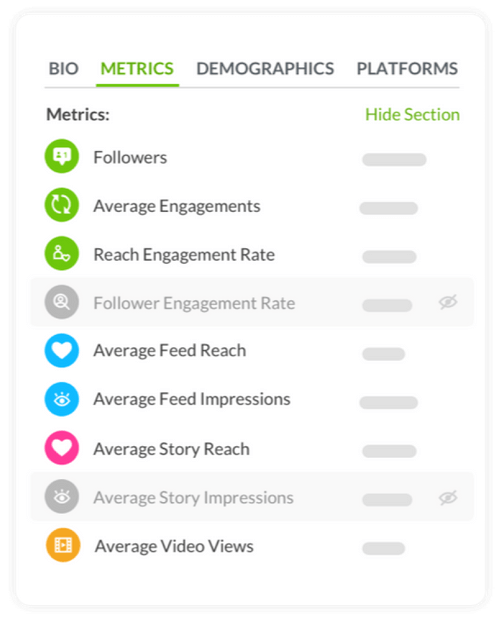 BIO METRICS DEMOGRAPHICS PLATFORMS
Metrics: Hide Section
Followers
Average Engagements
Reach Engagement Rate
Follower Engagement Rate
Average Feed Reach
Average Feed Impressions
Average Story Reach
Average Story Impressions
Average Video Views